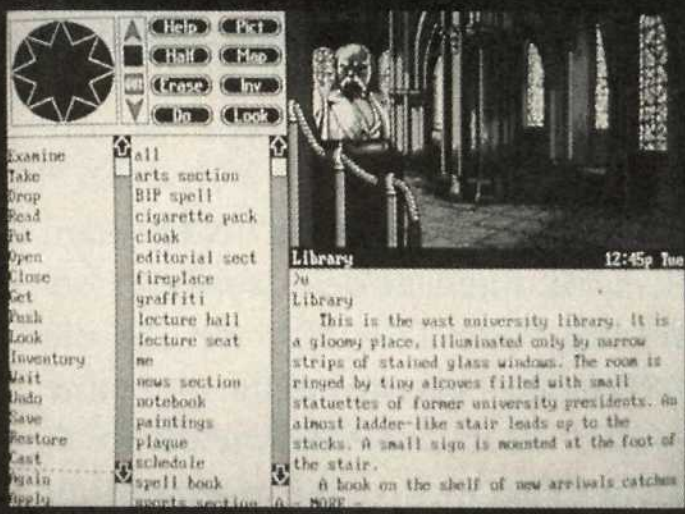 Help
Pict
Half
Map
Erase
Inv
Do
Look
OUT
Examine
Take
Drop
Read
Put
Open
Close
Get
Push
Look
Inventory
Wait
Undo
Save
Restore
Cast
Again
Apply
all
arts section
BIP spell
cigarette pack
cloak
editorial sect
fireplace
graffiti
lecture hall
lecture seat
me
news section
notebook
paintings
plaque
schedule
spell book
sports section
Library
12:45p Tue
Library
This is the vast university library. It is
a gloomy place, illuminated only by narrow
strips of stained glass windows. The room is
ringed by tiny alcoves filled with small
statuettes of former university presidents. An
almost ladder-like stair leads up to the
stacks. A small sign is mounted at the foot of
the stair.
A book on the shelf of new arrivals catches
- MORE -